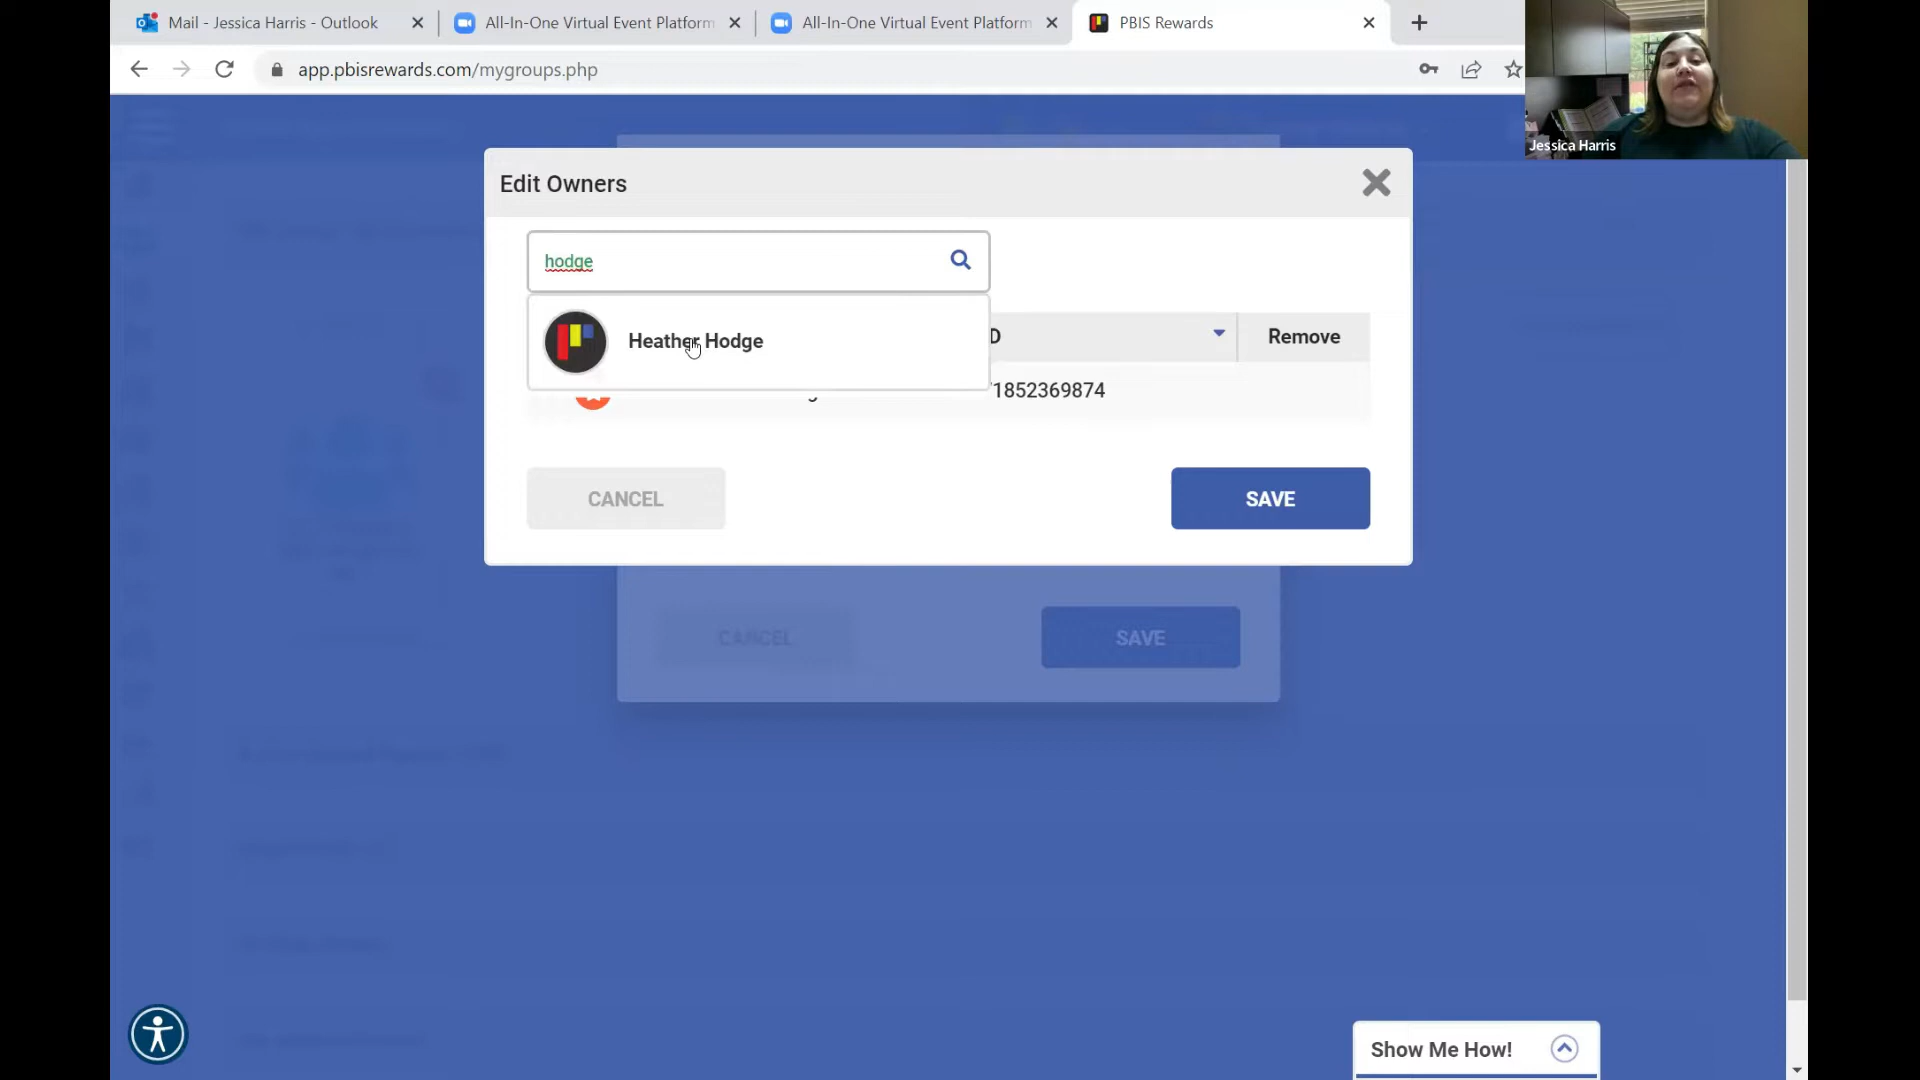 Mail - Jessica Harris - Outlook
All-In-One Virtual Event Platform
All-In-One Virtual Event Platform
PBIS Rewards
app.pbisrewards.com/mygroups.php
Jessica Harris
Edit Owners
hodge
Heather Hodge
D
Remove
1852369874
CANCEL
SAVE
CANCEL
SAVE
Show Me How!